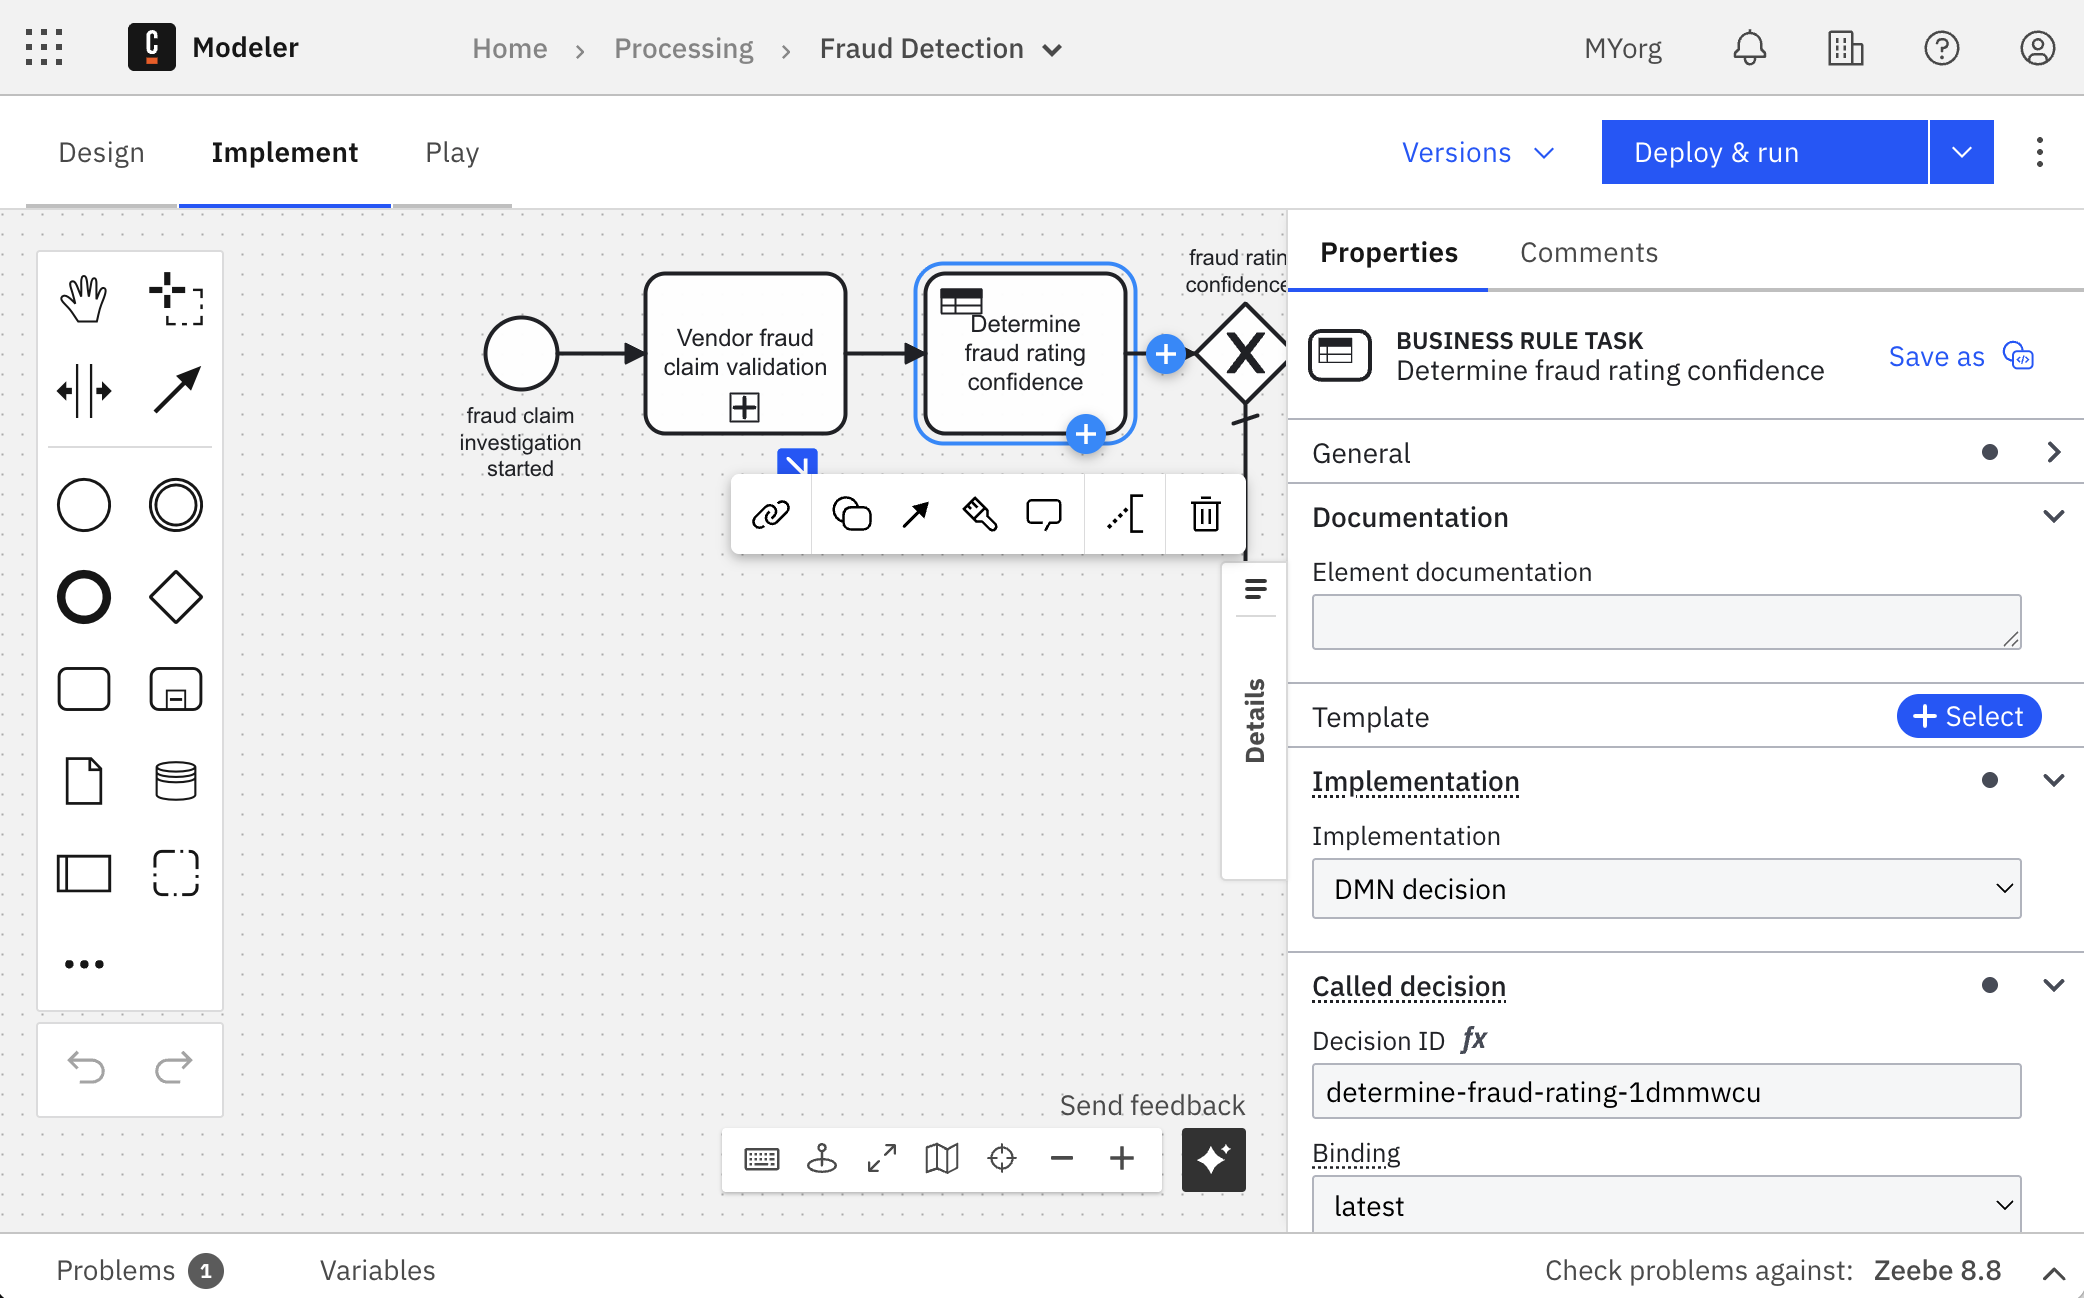 C Modeler
Home > Processing > Fraud Detection
MYorg
Design
Implement
Play
Versions
Deploy & run
fraud claim
investigation
started
Vendor fraud
claim validation
Determine
fraud rating
confidence
fraud ratin
confidence
Details
Send feedback
Properties
Comments
BUSINESS RULE TASK
Determine fraud rating confidence
Save as
General
Documentation
Element documentation
Template
+ Select
Implementation
Implementation
DMN decision
Called decision
Decision ID fx
determine-fraud-rating-1dmmwcu
Binding
latest
Problems 1
Variables
Check problems against: Zeebe 8.8